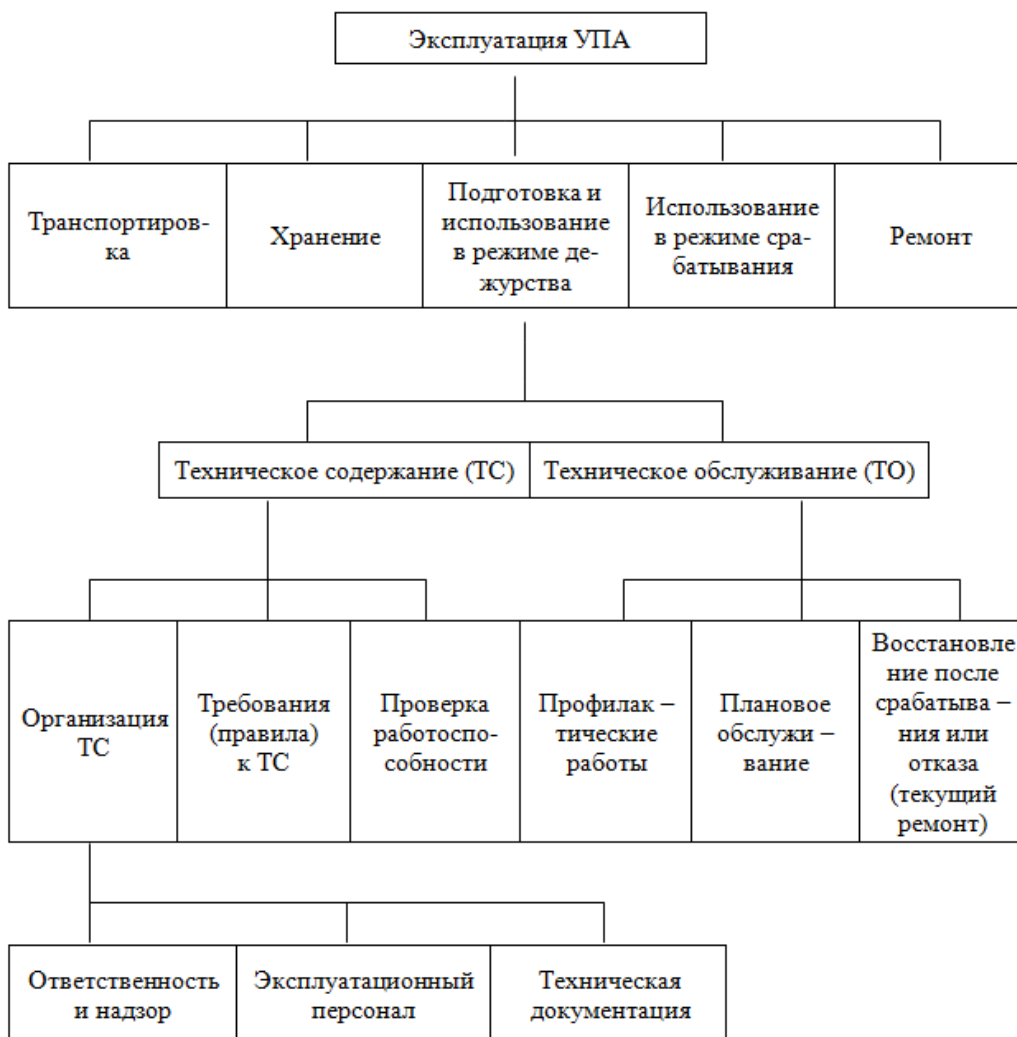 Эксплуатация УПА
Транспортиров-
ка
Хранение
Подготовка и
использование
в режиме де-
журства
Использование
в режиме сра-
батывания
Ремонт
Техническое содержание (ТС)
Техническое обслуживание (ТО)
Организация
ТС
Требования
(правила)
к ТС
Проверка
работоспо-
собности
Профилак –
тические
работы
Плановое
обслужи –
вание
Восстановле
ние после
срабатыва –
ния или
отказа
(текущий
ремонт)
Ответственность
и надзор
Эксплуатационный
персонал
Техническая
документация